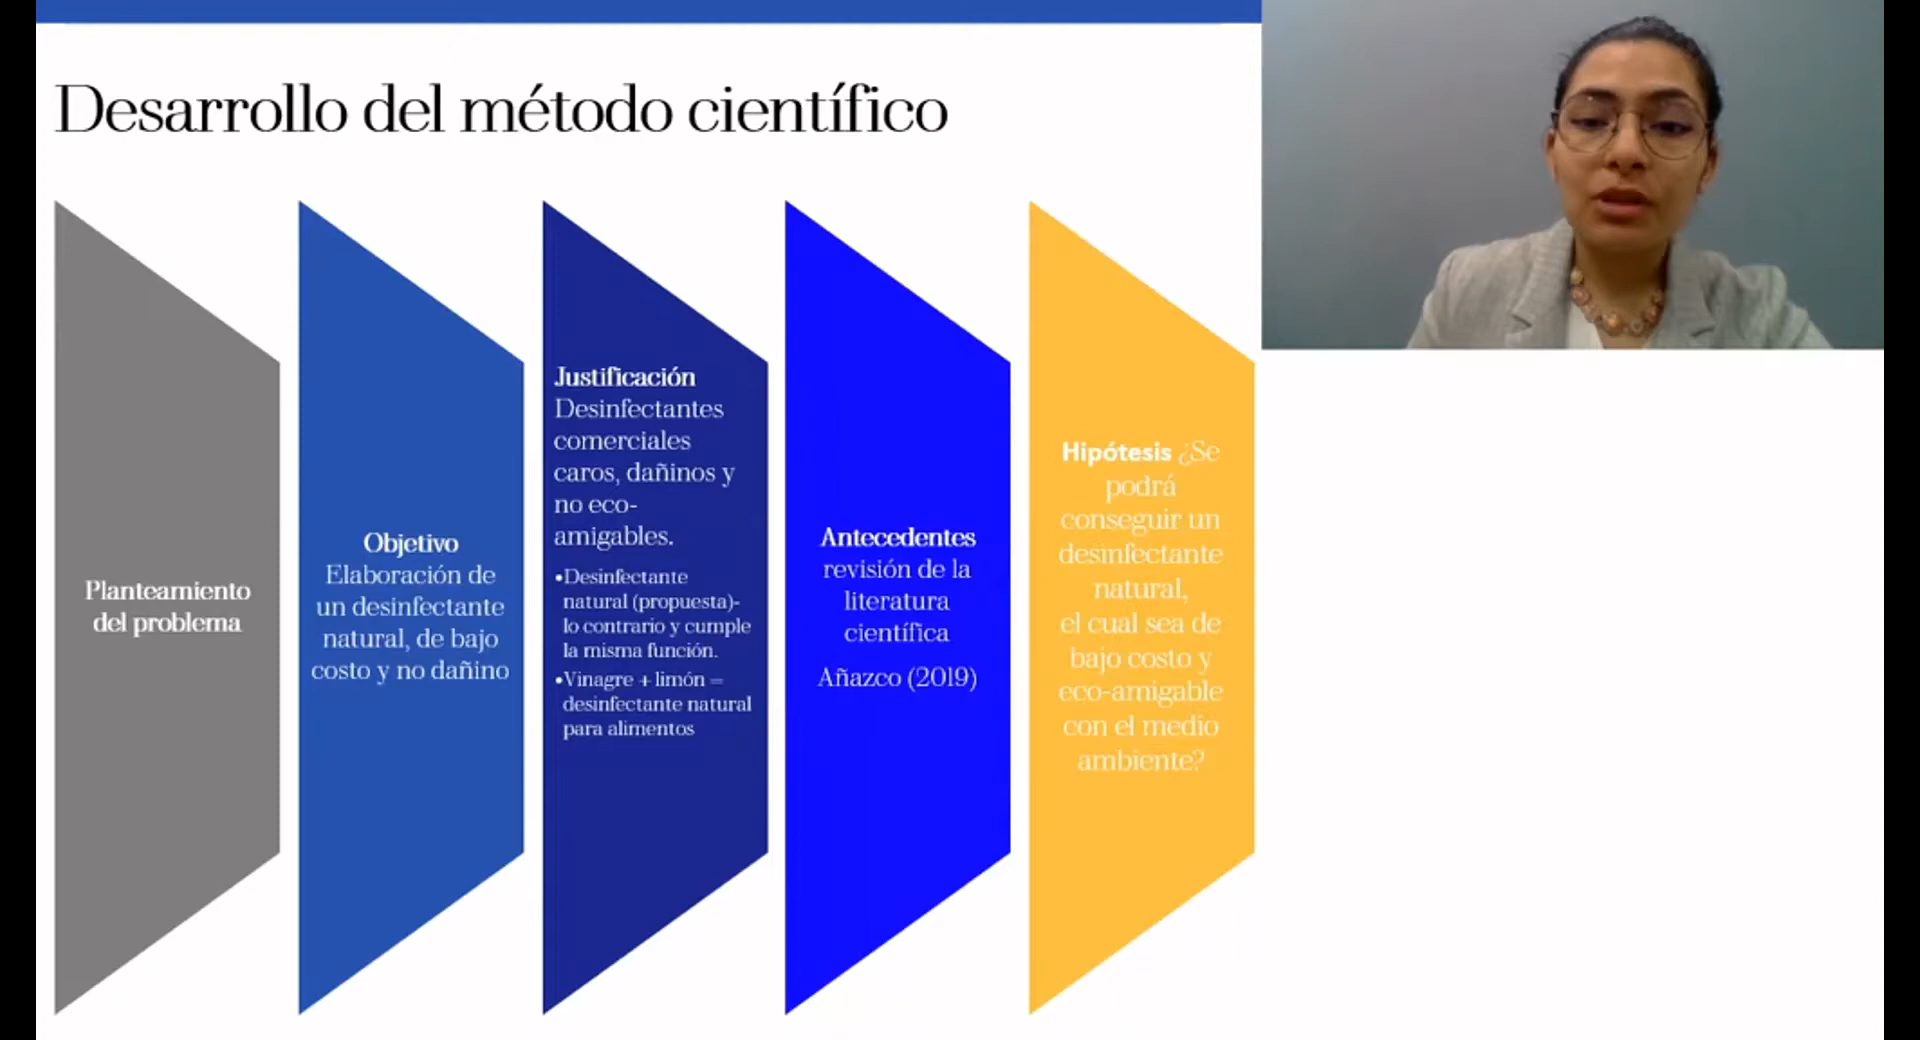 Desarrollo del método científico
Planteamiento
del problema
Objetivo
Elaboración de
un desinfectante
natural, de bajo
costo y no dañino
Justificación
Desinfectantes
comerciales
caros, dañinos y
no eco-
amigables.
•Desinfectante
natural (propuesta)-
lo contrario y cumple
la misma función.
•Vinagre + limón =
desinfectante natural
para alimentos
Antecedentes
revisión de la
literatura
científica
Añazco (2019)
Hipótesis ¿Se
podrá
conseguir un
desinfectante
natural,
el cual sea de
bajo costo y
eco-amigable
con el medio
ambiente?